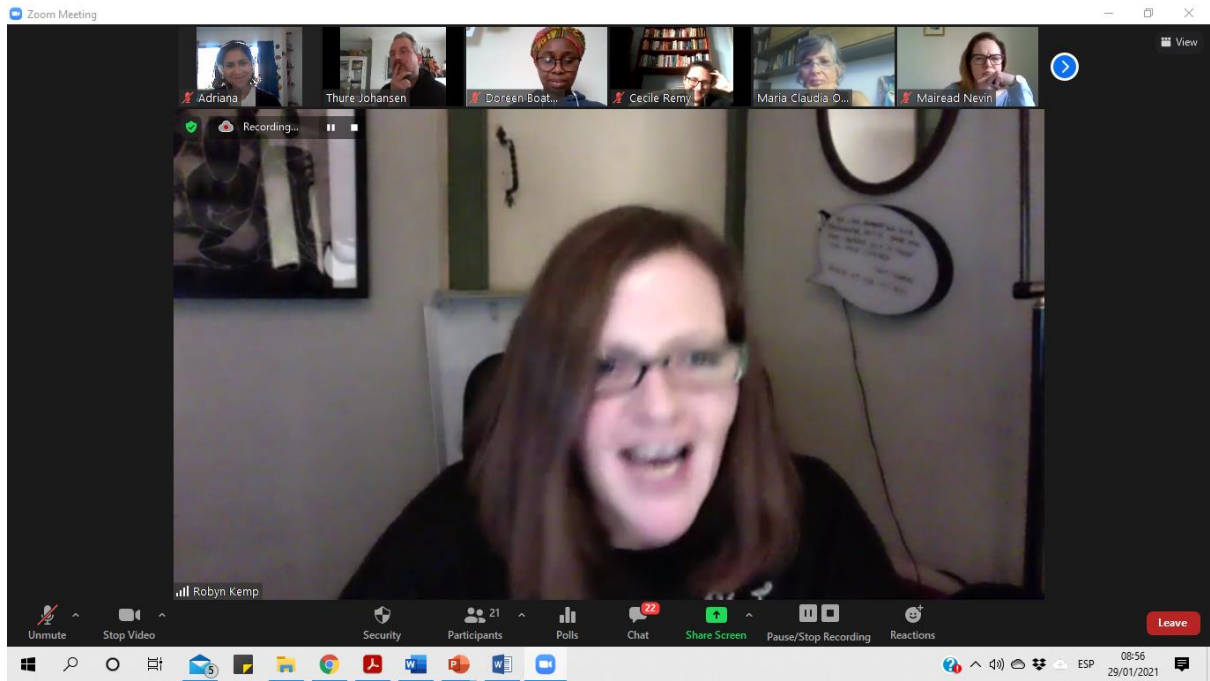 Zoom Meeting
View
Adriana
Thure Johansen
Doreen Boat...
Cecile Remy
Maria Claudia O...
Mairead Nevin
Recording...
Robyn Kemp
21
22
Unmute
Stop Video
Security
Participants
Polls
Chat
Share Screen
Pause/Stop Recording
Reactions
Leave
5
ESP
08:56
29/01/2021